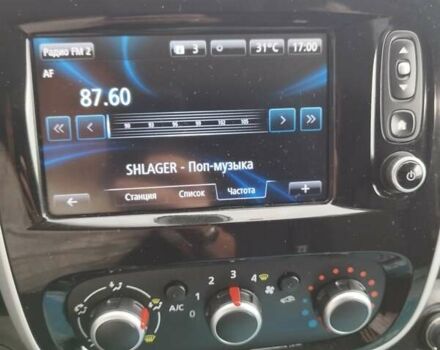 Радио FM 2
3
31°C
17:00
AF
87.60
SHLAGER - Поп-музыка
Станция Список Частота
A/C
0 1 2 3 4